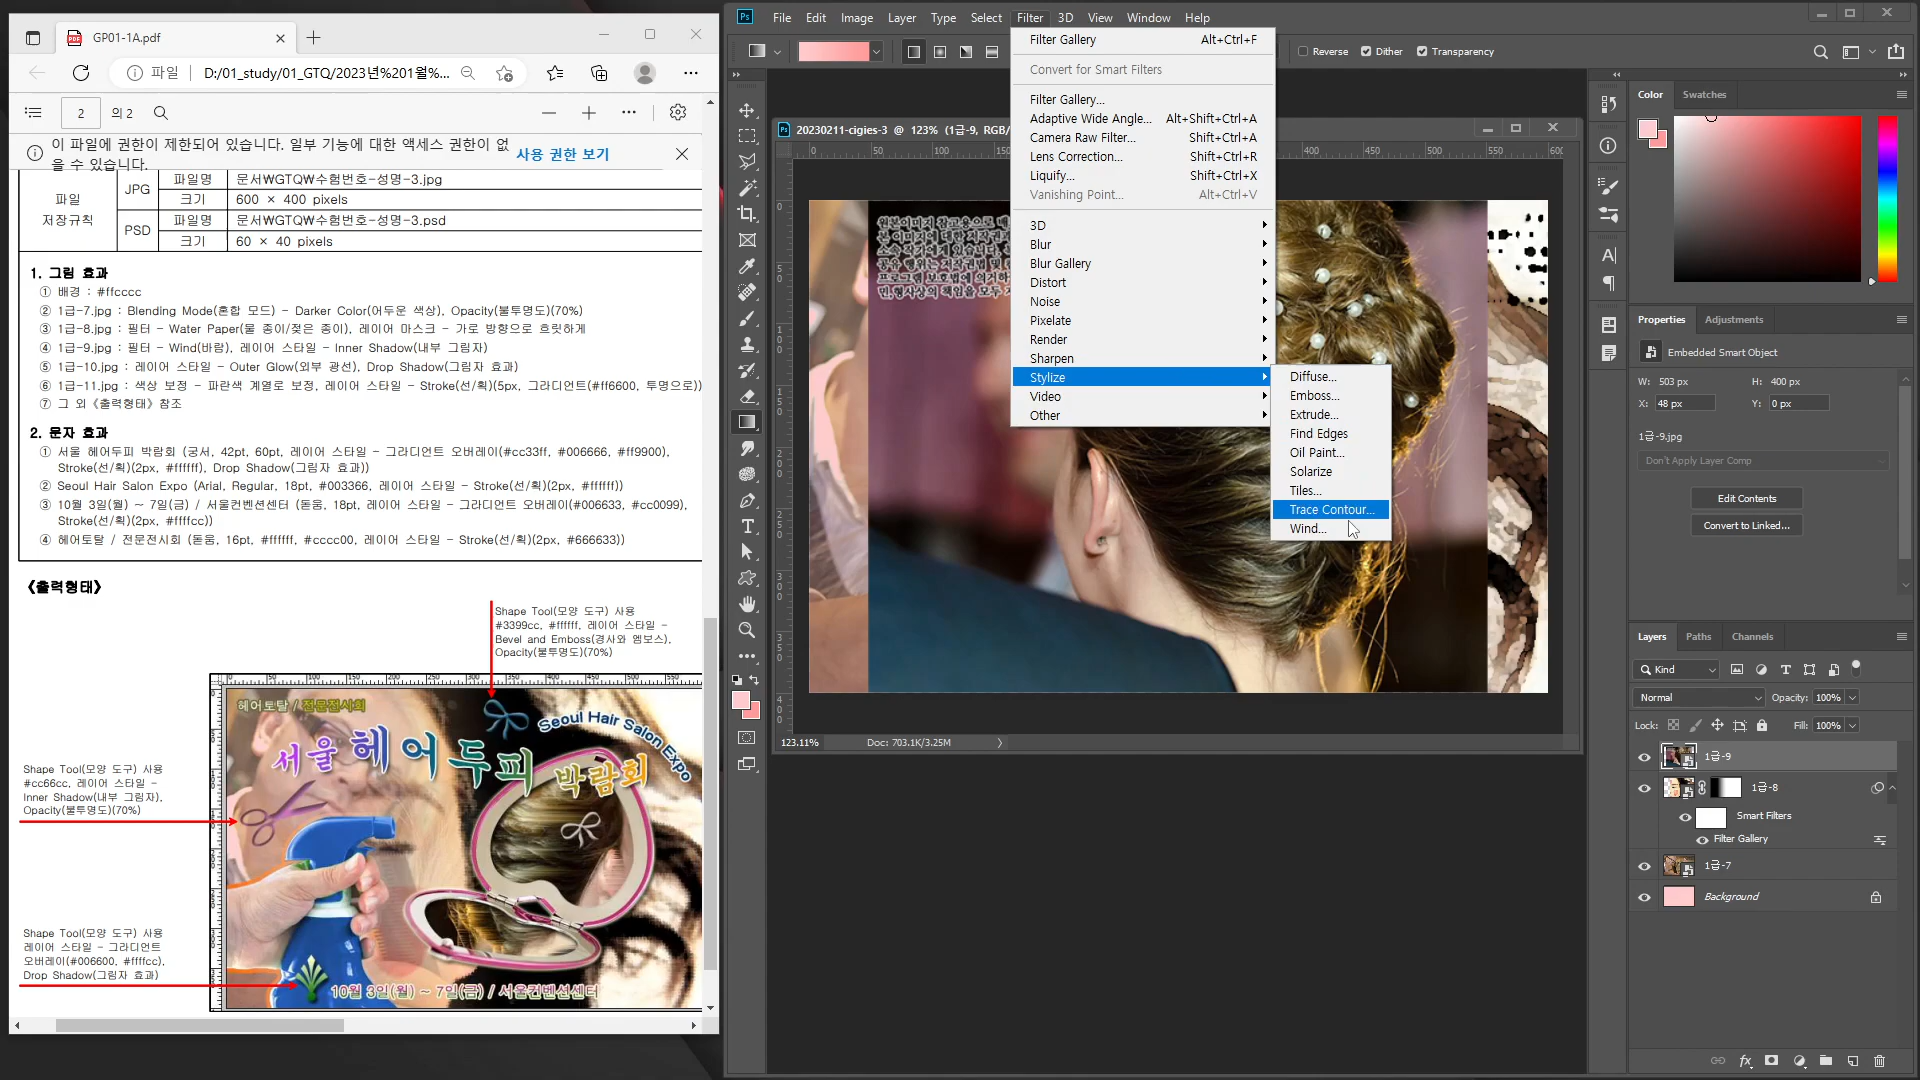 GP01-1A.pdf
파일
D:/01_study/01_GTQ/2023년%201월%...
2
의 2
이 파일에 권한이 제한되어 있습니다. 일부 기능에 대한 액세스 권한이 없을 수 있습니다.
사용 권한 보기
파일
저장규칙
JPG
파일명
문서₩GTQ₩수험번호-성명-3.jpg
크기
600 × 400 pixels
PSD
파일명
문서₩GTQ₩수험번호-성명-3.psd
크기
60 × 40 pixels
1. 그림 효과
① 배경 : #ffcccc
② 1급-7.jpg : Blending Mode(혼합 모드) - Darker Color(어두운 색상), Opacity(불투명도)(70%)
③ 1급-8.jpg : 필터 - Water Paper(물 종이/젖은 종이), 레이어 마스크 - 가로 방향으로 흐릿하게
④ 1급-9.jpg : 필터 - Wind(바람), 레이어 스타일 - Inner Shadow(내부 그림자)
⑤ 1급-10.jpg : 레이어 스타일 - Outer Glow(외부 광선), Drop Shadow(그림자 효과)
⑥ 1급-11.jpg : 색상 보정 - 파란색 계열로 보정, 레이어 스타일 - Stroke(선/획)(5px, 그라디언트(#ff6600, 투명으로))
⑦ 그 외 《출력형태》 참조
2. 문자 효과
① 서울 헤어두피 박람회 (궁서, 42pt, 60pt, 레이어 스타일 - 그라디언트 오버레이(#cc33ff, #006666, #ff9900),
Stroke(선/획)(2px, #ffffff), Drop Shadow(그림자 효과))
② Seoul Hair Salon Expo (Arial, Regular, 18pt, #003366, 레이어 스타일 - Stroke(선/획)(2px, #ffffff))
③ 10월 3일(월) ~ 7일(금) / 서울컨벤션센터 (돋움, 18pt, 레이어 스타일 - 그라디언트 오버레이(#006633, #cc0099),
Stroke(선/획)(2px, #ffffcc))
④ 헤어토탈 / 전문전시회 (돋움, 16pt, #ffffff, #cccc00, 레이어 스타일 - Stroke(선/획)(2px, #666633))
《출력형태》
Shape Tool(모양 도구) 사용
#3399cc, #ffffff, 레이어 스타일 -
Bevel and Emboss(경사와 엠보스),
Opacity(불투명도)(70%)
헤어토탈 / 전문전시회
Seoul Hair Salon Expo
서울 헤어 두피 박람회
Shape Tool(모양 도구) 사용
#cc66cc, 레이어 스타일 -
Inner Shadow(내부 그림자),
Opacity(불투명도)(70%)
Shape Tool(모양 도구) 사용
레이어 스타일 - 그라디언트
오버레이(#006600, #ffffcc),
Drop Shadow(그림자 효과)
10월 3일(월) ~ 7일(금) / 서울컨벤션센터
Ps File Edit Image Layer Type Select Filter 3D View Window Help
Reverse Dither Transparency
Filter Gallery Alt+Ctrl+F
Convert for Smart Filters
Filter Gallery...
Adaptive Wide Angle... Alt+Shift+Ctrl+A
Camera Raw Filter... Shift+Ctrl+A
Lens Correction... Shift+Ctrl+R
Liquify... Shift+Ctrl+X
Vanishing Point... Alt+Ctrl+V
3D
Blur
Blur Gallery
Distort
Noise
Pixelate
Render
Sharpen
Stylize
Video
Other
Diffuse...
Emboss...
Extrude...
Find Edges
Oil Paint...
Solarize
Tiles...
Trace Contour...
Wind...
20230211-cigies-3 @ 123% (1급-9, RGB/
0 50 100 150 400 450 500 550 600
123.11% Doc: 703.1K/3.25M
Color Swatches
Properties Adjustments
Embedded Smart Object
W: 503 px H: 400 px
X: 48 px Y: 0 px
1급-9.jpg
Don't Apply Layer Comp
Edit Contents
Convert to Linked...
Layers Paths Channels
Kind
Normal Opacity: 100%
Lock: Fill: 100%
1급-9
1급-8
Smart Filters
Filter Gallery
1급-7
Background